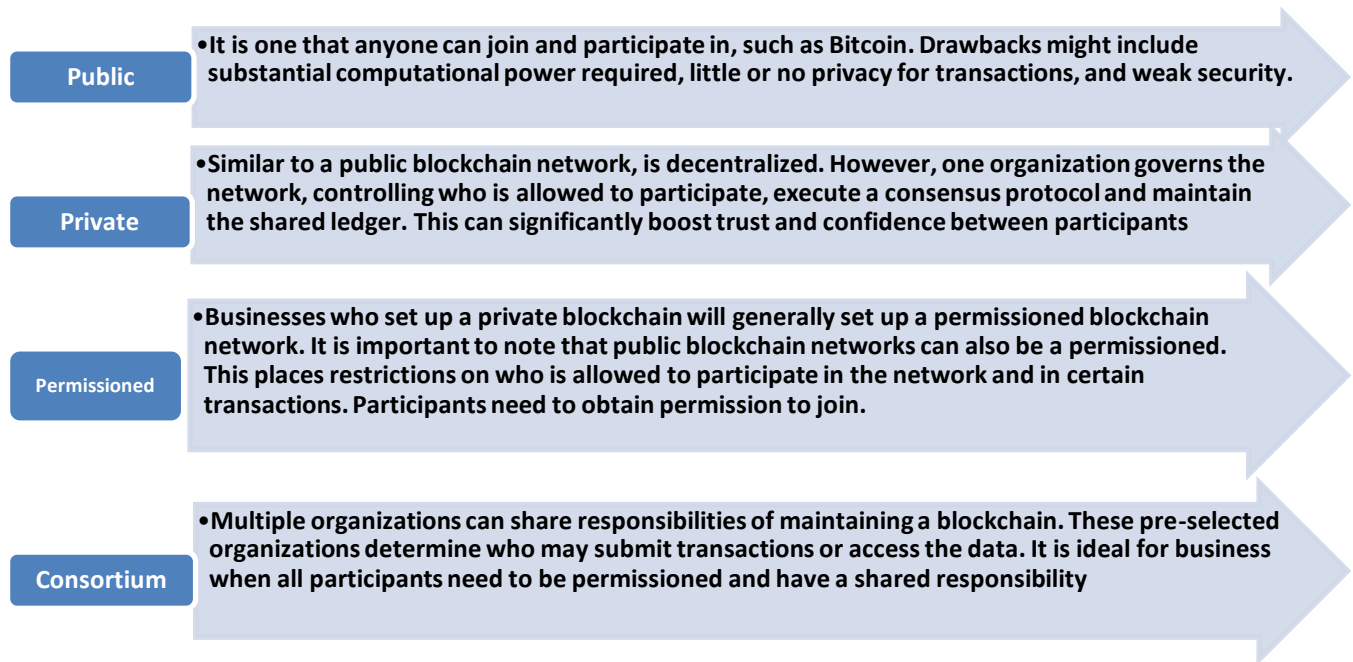 Public
•It is one that anyone can join and participate in, such as Bitcoin. Drawbacks might include
substantial computational power required, little or no privacy for transactions, and weak security.
Private
•Similar to a public blockchain network, is decentralized. However, one organization governs the
network, controlling who is allowed to participate, execute a consensus protocol and maintain
the shared ledger. This can significantly boost trust and confidence between participants
Permissioned
•Businesses who set up a private blockchain will generally set up a permissioned blockchain
network. It is important to note that public blockchain networks can also be a permissioned.
This places restrictions on who is allowed to participate in the network and in certain
transactions. Participants need to obtain permission to join.
Consortium
•Multiple organizations can share responsibilities of maintaining a blockchain. These pre-selected
organizations determine who may submit transactions or access the data. It is ideal for business
when all participants need to be permissioned and have a shared responsibility